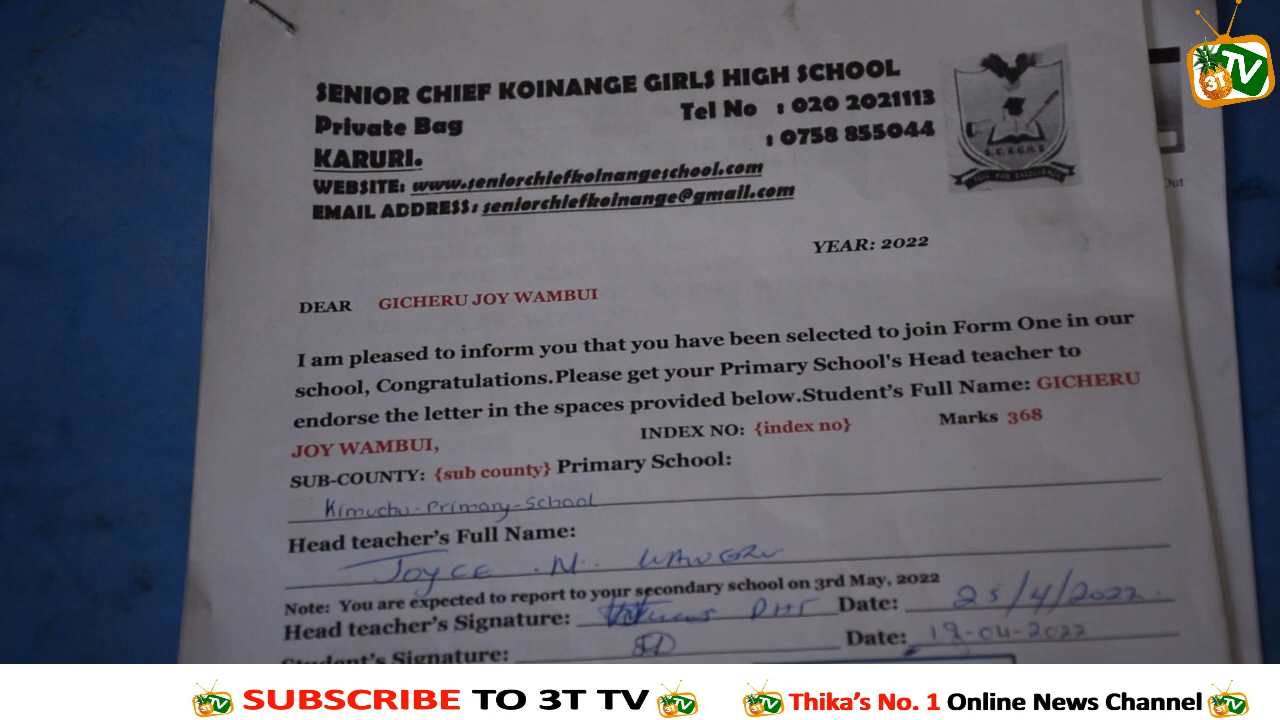 SENIOR CHIEF KOINANGE GIRLS HIGH SCHOOL
Private Bag
Tel No : 020 2021113
: 0758 855044
KARURI.
WEBSITE: www.seniorchiefkoinangeschool.com
EMAIL ADDRESS: seniorchiefkoinange@gmail.com
S.C.K.G.H.S
YEAR: 2022
DEAR GICHERU JOY WAMBUI
I am pleased to inform you that you have been selected to join Form One in our
school, Congratulations.Please get your Primary School's Head teacher to
endorse the letter in the spaces provided below.Student's Full Name: GICHERU
JOY WAMBUI, INDEX NO: {index no} Marks 368
SUB-COUNTY: {sub county} Primary School:
Kimuchu-Primary-School
Head teacher's Full Name:
JOYCE .N. WAWERU
Note: You are expected to report to your secondary school on 3rd May, 2022
Head teacher's Signature: Date: 25/4/2022.
Student's Signature: Date: 19-04-2022
out
3T TV
SUBSCRIBE TO 3T TV Thika's No. 1 Online News Channel